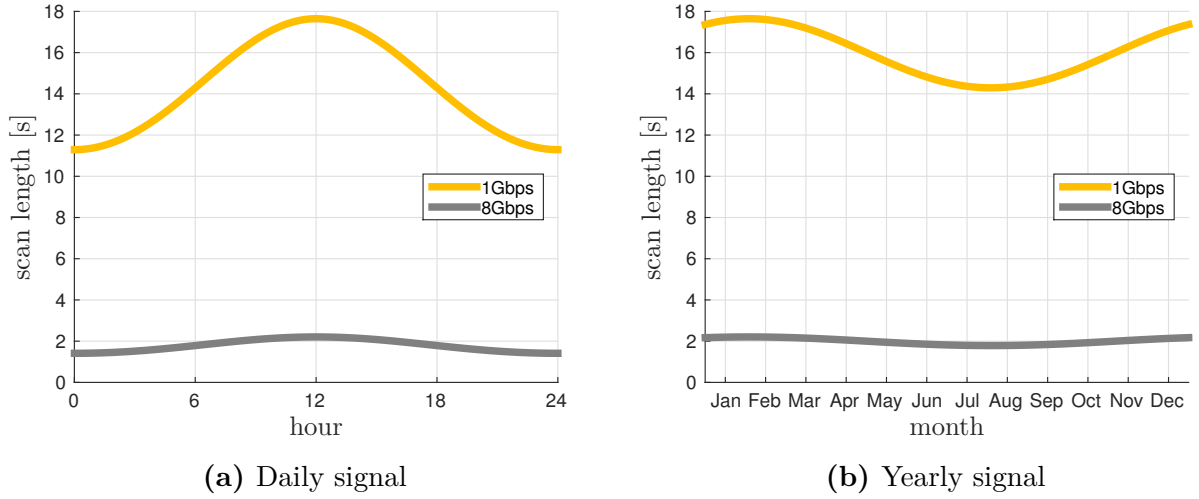 18
16
14
12
10
8
6
4
2
0
scan length [s]
1Gbps
8Gbps
0 6 12 18 24
hour
(a) Daily signal
18
16
14
12
10
8
6
4
2
0
scan length [s]
1Gbps
8Gbps
Jan Feb Mar Apr May Jun Jul Aug Sep Oct Nov Dec
month
(b) Yearly signal